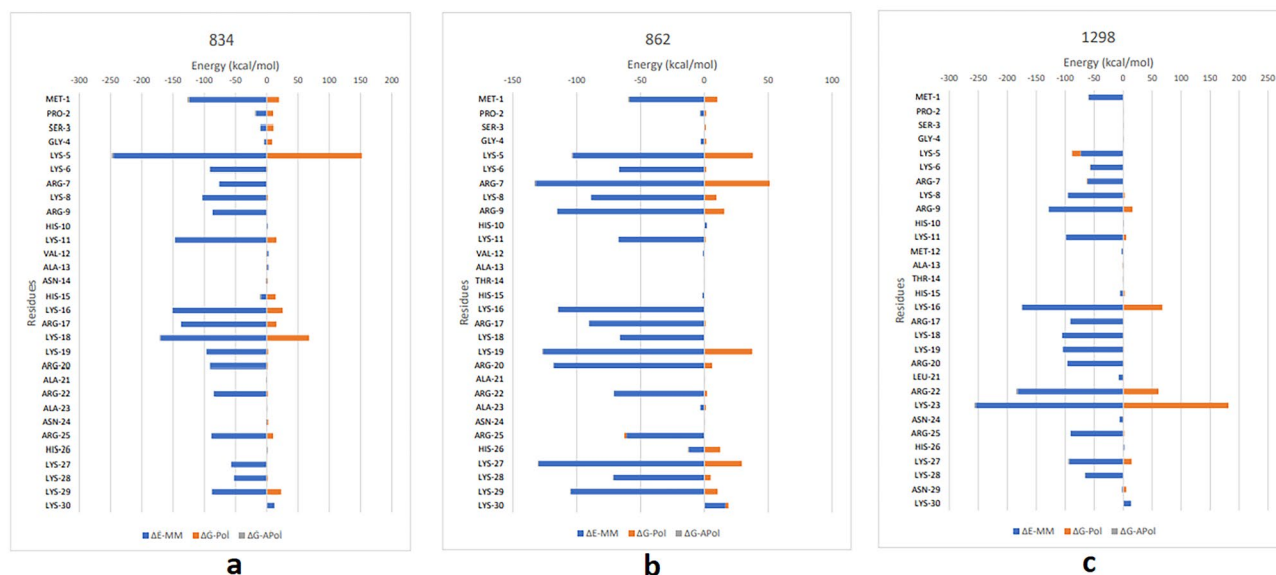 834
Energy (kcal/mol)
-300 -250 -200 -150 -100 -50 0 50 100 150 200
Residues
MET-1
PRO-2
SER-3
GLY-4
LYS-5
LYS-6
ARG-7
LYS-8
ARG-9
HIS-10
LYS-11
VAL-12
ALA-13
ASN-14
HIS-15
LYS-16
ARG-17
LYS-18
LYS-19
ARG-20
ALA-21
ARG-22
ALA-23
ASN-24
ARG-25
HIS-26
LYS-27
LYS-28
LYS-29
LYS-30
ΔE-MM ΔG-Pol ΔG-APol
a
862
Energy (kcal/mol)
-150 -100 -50 0 50 100
Residues
MET-1
PRO-2
SER-3
GLY-4
LYS-5
LYS-6
ARG-7
LYS-8
ARG-9
HIS-10
LYS-11
VAL-12
ALA-13
THR-14
HIS-15
LYS-16
ARG-17
LYS-18
LYS-19
ARG-20
ALA-21
ARG-22
ALA-23
ASN-24
ARG-25
HIS-26
LYS-27
LYS-28
LYS-29
LYS-30
ΔE-MM ΔG-Pol ΔG-APol
b
1298
Energy (kcal/mol)
-300 -250 -200 -150 -100 -50 0 50 100 150 200 250
Residues
MET-1
PRO-2
SER-3
GLY-4
LYS-5
LYS-6
ARG-7
LYS-8
ARG-9
HIS-10
LYS-11
MET-12
ALA-13
THR-14
HIS-15
LYS-16
ARG-17
LYS-18
LYS-19
ARG-20
LEU-21
ARG-22
LYS-23
ASN-24
ARG-25
HIS-26
LYS-27
LYS-28
ASN-29
LYS-30
ΔE-MM ΔG-Pol ΔG-APol
c